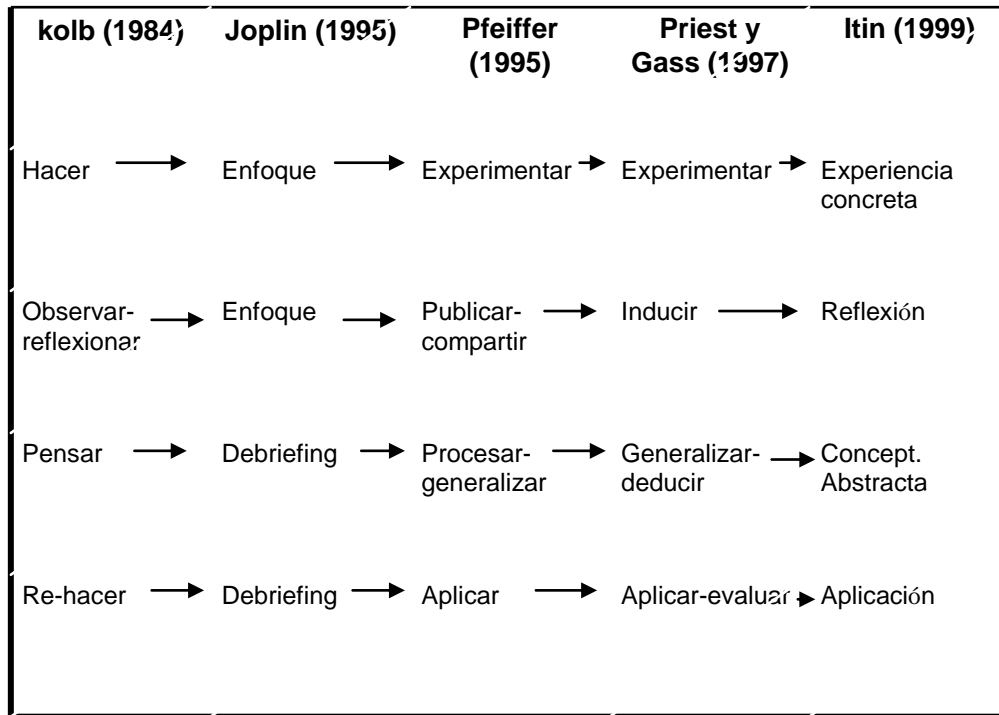 kolb (1984) Joplin (1995) Pfeiffer Priest y Itin (1999)
(1995) Gass (1997)
Hacer Enfoque Experimentar Experimentar Experiencia
concreta
Observar- Enfoque Publicar- Inducir Reflexión
reflexionar compartir
Pensar Debriefing Procesar- Generalizar- Concept.
generalizar deducir Abstracta
Re-hacer Debriefing Aplicar Aplicar-evaluar Aplicación